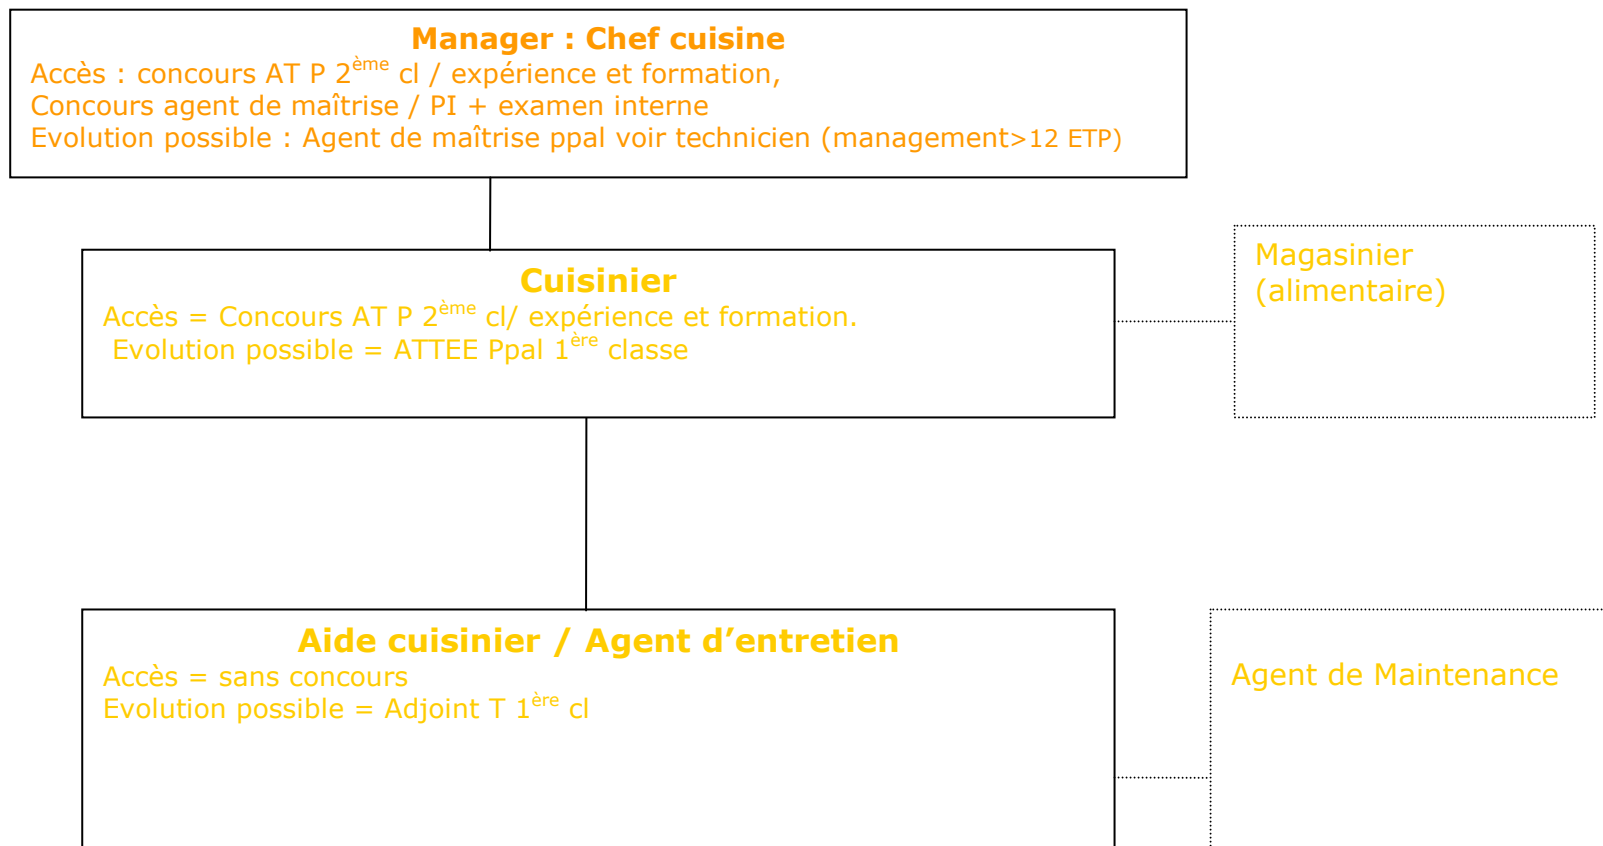 Manager : Chef cuisine
Accès : concours AT P 2ème cl / expérience et formation,
Concours agent de maîtrise / PI + examen interne
Evolution possible : Agent de maîtrise ppal voir technicien (management>12 ETP)
Cuisinier
Accès = Concours AT P 2ème cl/ expérience et formation.
Evolution possible = ATTEE Ppal 1ère classe
Magasinier
(alimentaire)
Aide cuisinier / Agent d’entretien
Accès = sans concours
Evolution possible = Adjoint T 1ère cl
Agent de Maintenance